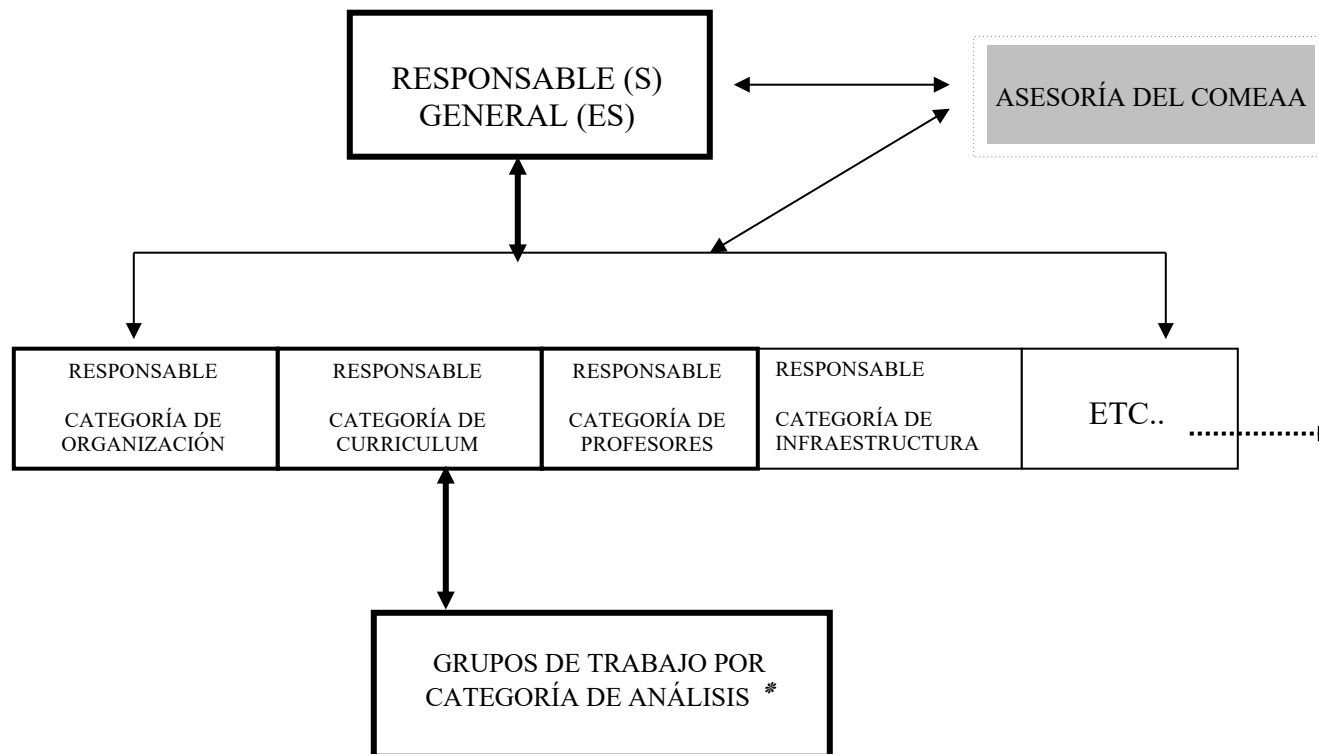 RESPONSABLE (S)
GENERAL (ES)
ASESORÍA DEL COMEAA
RESPONSABLE
CATEGORÍA DE
ORGANIZACIÓN
RESPONSABLE
CATEGORÍA DE
CURRICULUM
RESPONSABLE
CATEGORÍA DE
PROFESORES
RESPONSABLE
CATEGORÍA DE
INFRAESTRUCTURA
ETC..
GRUPOS DE TRABAJO POR
CATEGORÍA DE ANÁLISIS *